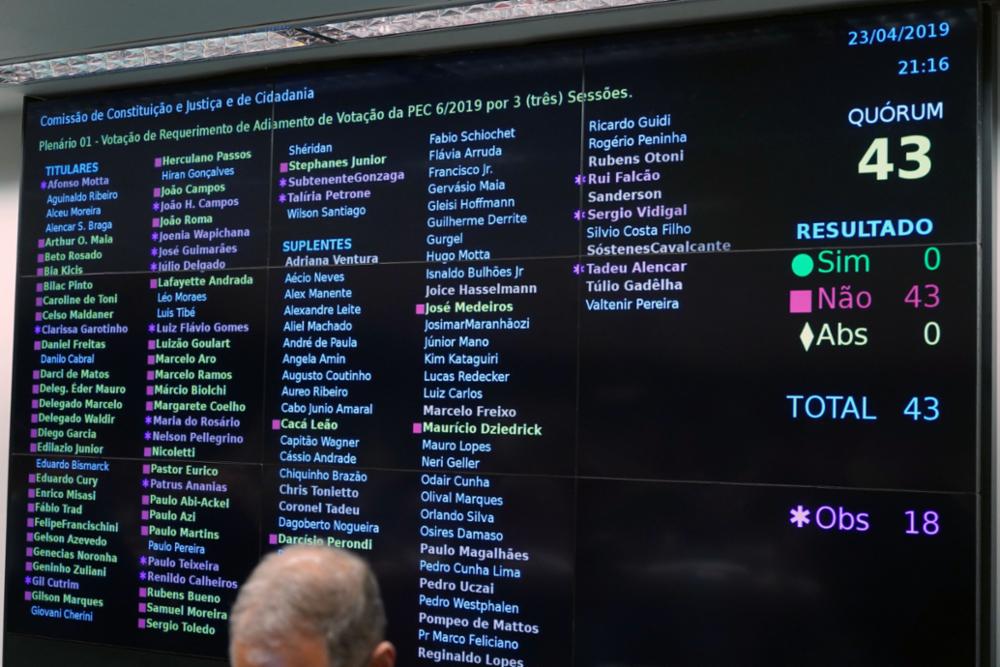 23/04/2019
21:16
Comissão de Constituição e Justiça e de Cidadania
Plenário 01 - Votação de Requerimento de Adiamento de Votação da PEC 6/2019 por 3 (três) Sessões.
TITULARES
*Afonso Motta
Aguinaldo Ribeiro
Alceu Moreira
Alencar S. Braga
Arthur O. Maia
Beto Rosado
Bia Kicis
Bilac Pinto
Caroline de Toni
Celso Maldaner
*Clarissa Garotinho
Daniel Freitas
Danilo Cabral
Darci de Matos
Deleg. Éder Mauro
Delegado Marcelo
Delegado Waldir
Diego Garcia
Edilazio Junior
Eduardo Bismarck
Eduardo Cury
Enrico Misasi
Fábio Trad
FelipeFrancischini
Gelson Azevedo
Genecias Noronha
Geninho Zuliani
*Gil Cutrim
Gilson Marques
Giovani Cherini
Herculano Passos
Hiran Gonçalves
João Campos
*João H. Campos
João Roma
*Joenia Wapichana
*José Guimarães
*Júlio Delgado
Lafayette Andrada
Léo Moraes
Luis Tibé
*Luiz Flávio Gomes
Luizão Goulart
Marcelo Aro
Marcelo Ramos
Márcio Biolchi
Margarete Coelho
*Maria do Rosário
*Nelson Pellegrino
Nicoletti
Pastor Eurico
*Patrus Ananias
Paulo Abi-Ackel
Paulo Azi
Paulo Martins
Paulo Pereira
*Paulo Teixeira
*Renildo Calheiros
Rubens Bueno
Samuel Moreira
Sergio Toledo
Shéridan
Stephanes Junior
*SubtenenteGonzaga
*Talíria Petrone
Wilson Santiago
SUPLENTES
Adriana Ventura
Aécio Neves
Alex Manente
Alexandre Leite
Aliel Machado
André de Paula
Angela Amin
Augusto Coutinho
Aureo Ribeiro
Cabo Junio Amaral
Cacá Leão
Capitão Wagner
Cássio Andrade
Chiquinho Brazão
Chris Tonietto
Coronel Tadeu
Dagoberto Nogueira
Darcísio Perondi
Fabio Schiochet
Flávia Arruda
Francisco Jr.
Gervásio Maia
Gleisi Hoffmann
Guilherme Derrite
Gurgel
Hugo Motta
Isnaldo Bulhões Jr
Joice Hasselmann
José Medeiros
JosimarMaranhãozi
Júnior Mano
Kim Kataguiri
Lucas Redecker
Luiz Carlos
Marcelo Freixo
Maurício Dziedrick
Mauro Lopes
Neri Geller
Odair Cunha
Olival Marques
Orlando Silva
Osires Damaso
Paulo Magalhães
Pedro Cunha Lima
Pedro Uczai
Pedro Westphalen
Pompeo de Mattos
Pr Marco Feliciano
Reginaldo Lopes
Ricardo Guidi
Rogério Peninha
Rubens Otoni
*Rui Falcão
Sanderson
*Sergio Vidigal
Silvio Costa Filho
SóstenesCavalcante
*Tadeu Alencar
Túlio Gadêlha
Valtenir Pereira
QUÓRUM
43
RESULTADO
Sim 0
Não 43
Abs 0
TOTAL 43
*Obs 18